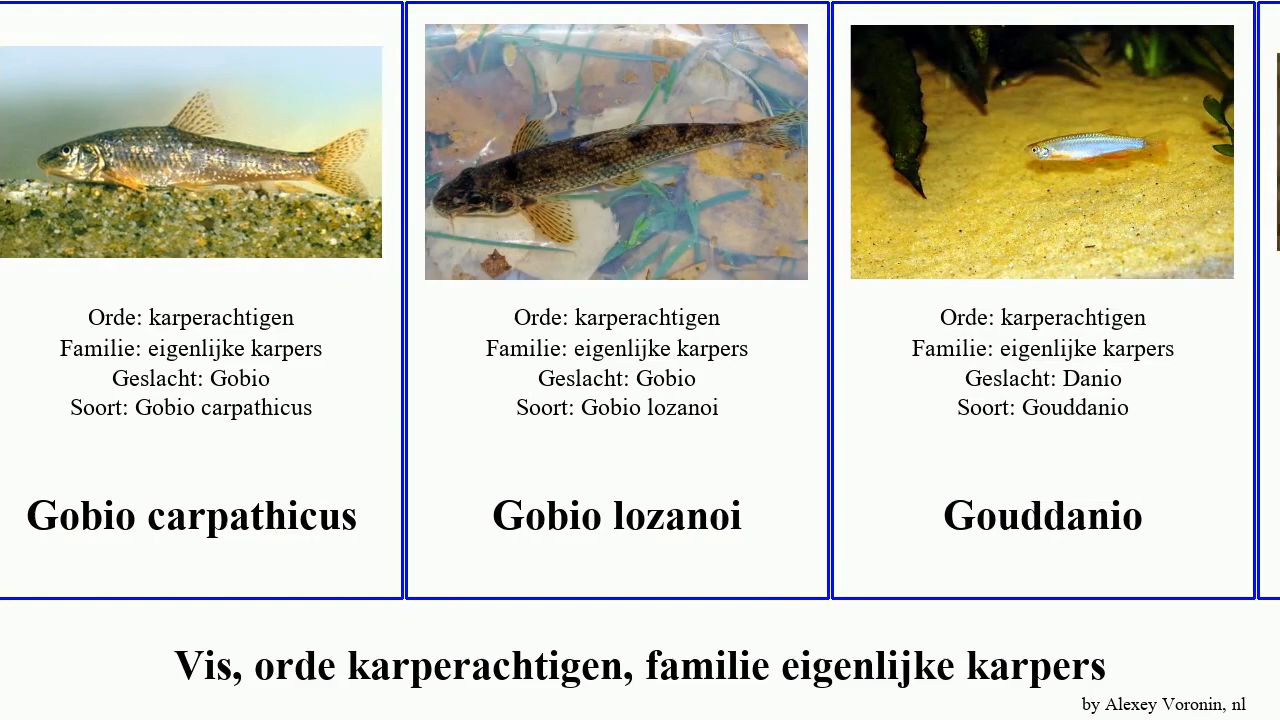 Orde: karperachtigen
Familie: eigenlijke karpers
Geslacht: Gobio
Soort: Gobio carpathicus
Gobio carpathicus
Orde: karperachtigen
Familie: eigenlijke karpers
Geslacht: Gobio
Soort: Gobio lozanoi
Gobio lozanoi
Orde: karperachtigen
Familie: eigenlijke karpers
Geslacht: Danio
Soort: Gouddanio
Gouddanio
Vis, orde karperachtigen, familie eigenlijke karpers
by Alexey Voronin, nl